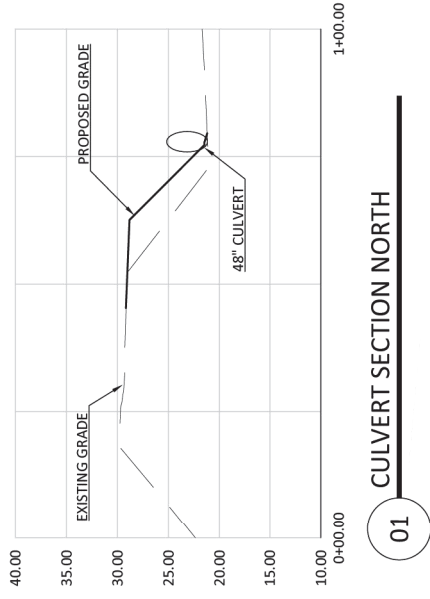 40.00
35.00
30.00
25.00
20.00
15.00
10.00
0+00.00
1+00.00
EXISTING GRADE
PROPOSED GRADE
48" CULVERT
01
CULVERT SECTION NORTH